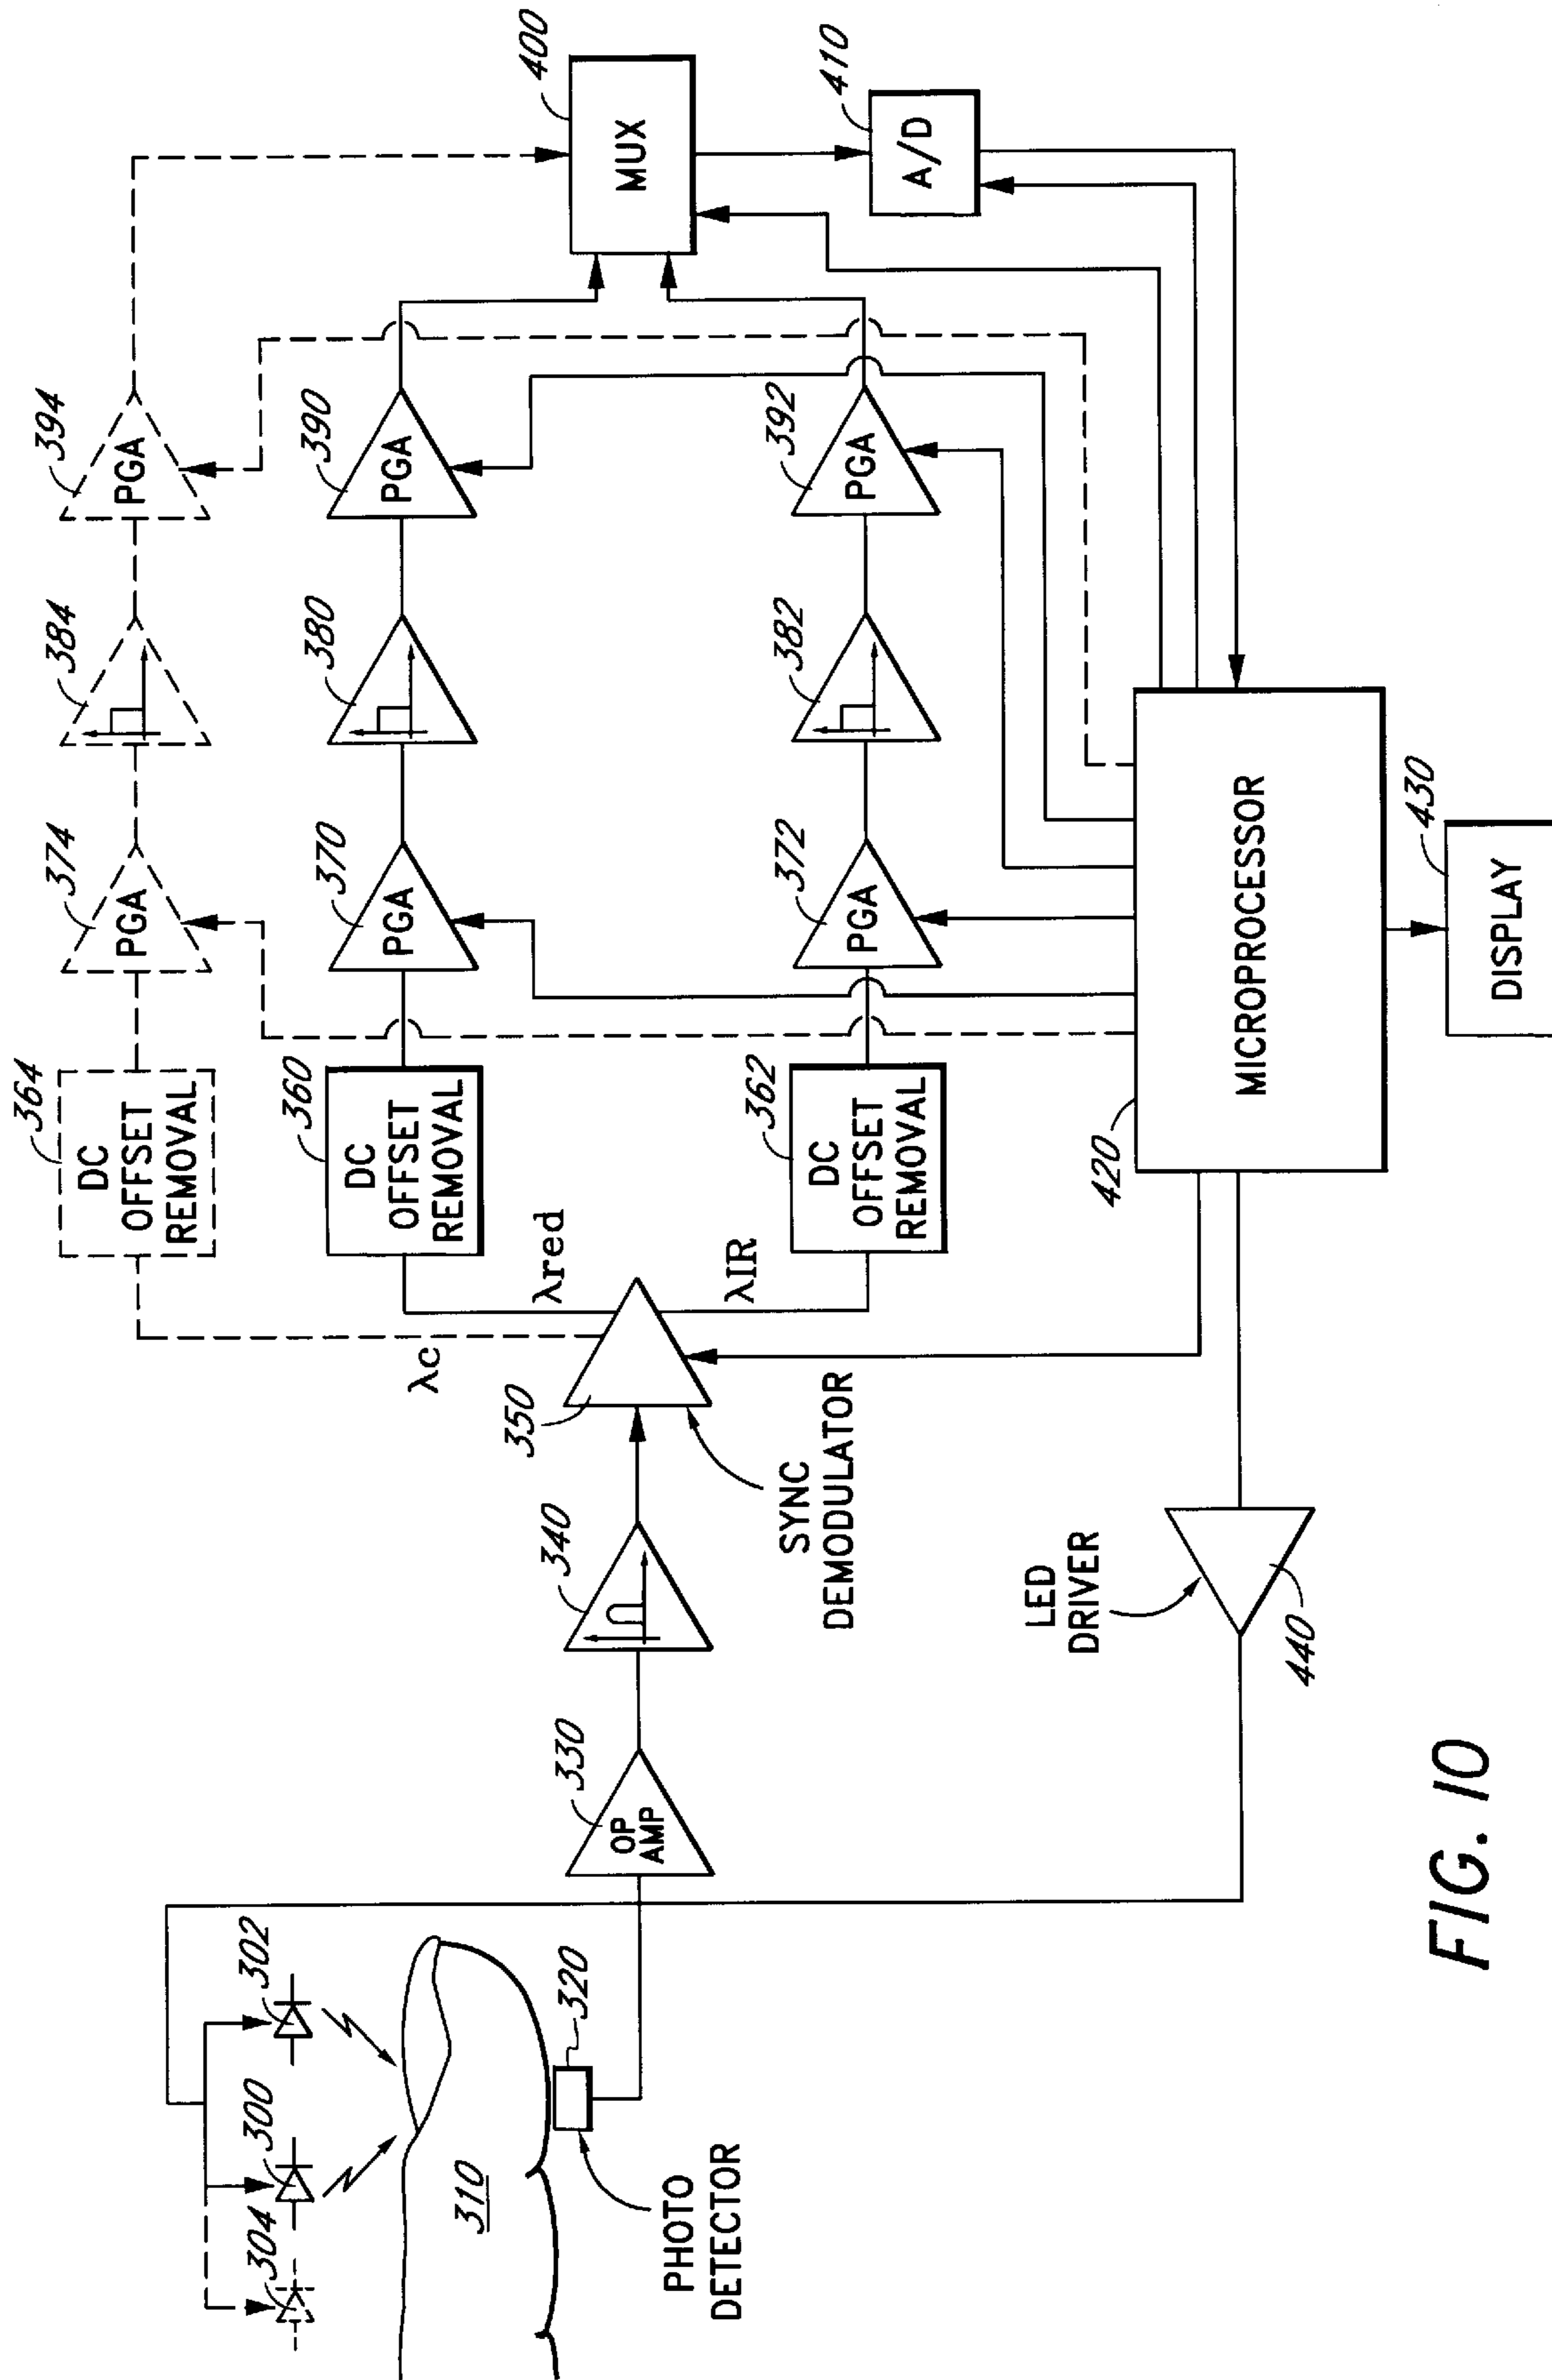 304
300
302
310
320
PHOTO
DETECTOR
330
OP
AMP
340
350
SYNC
DEMODULATOR
λc
λred
λIR
364
DC
OFFSET
REMOVAL
360
DC
OFFSET
REMOVAL
362
DC
OFFSET
REMOVAL
374
PGA
370
PGA
372
PGA
384
380
382
394
PGA
390
PGA
392
PGA
400
MUX
410
A/D
420
MICROPROCESSOR
430
DISPLAY
LED
DRIVER
440
FIG. 10